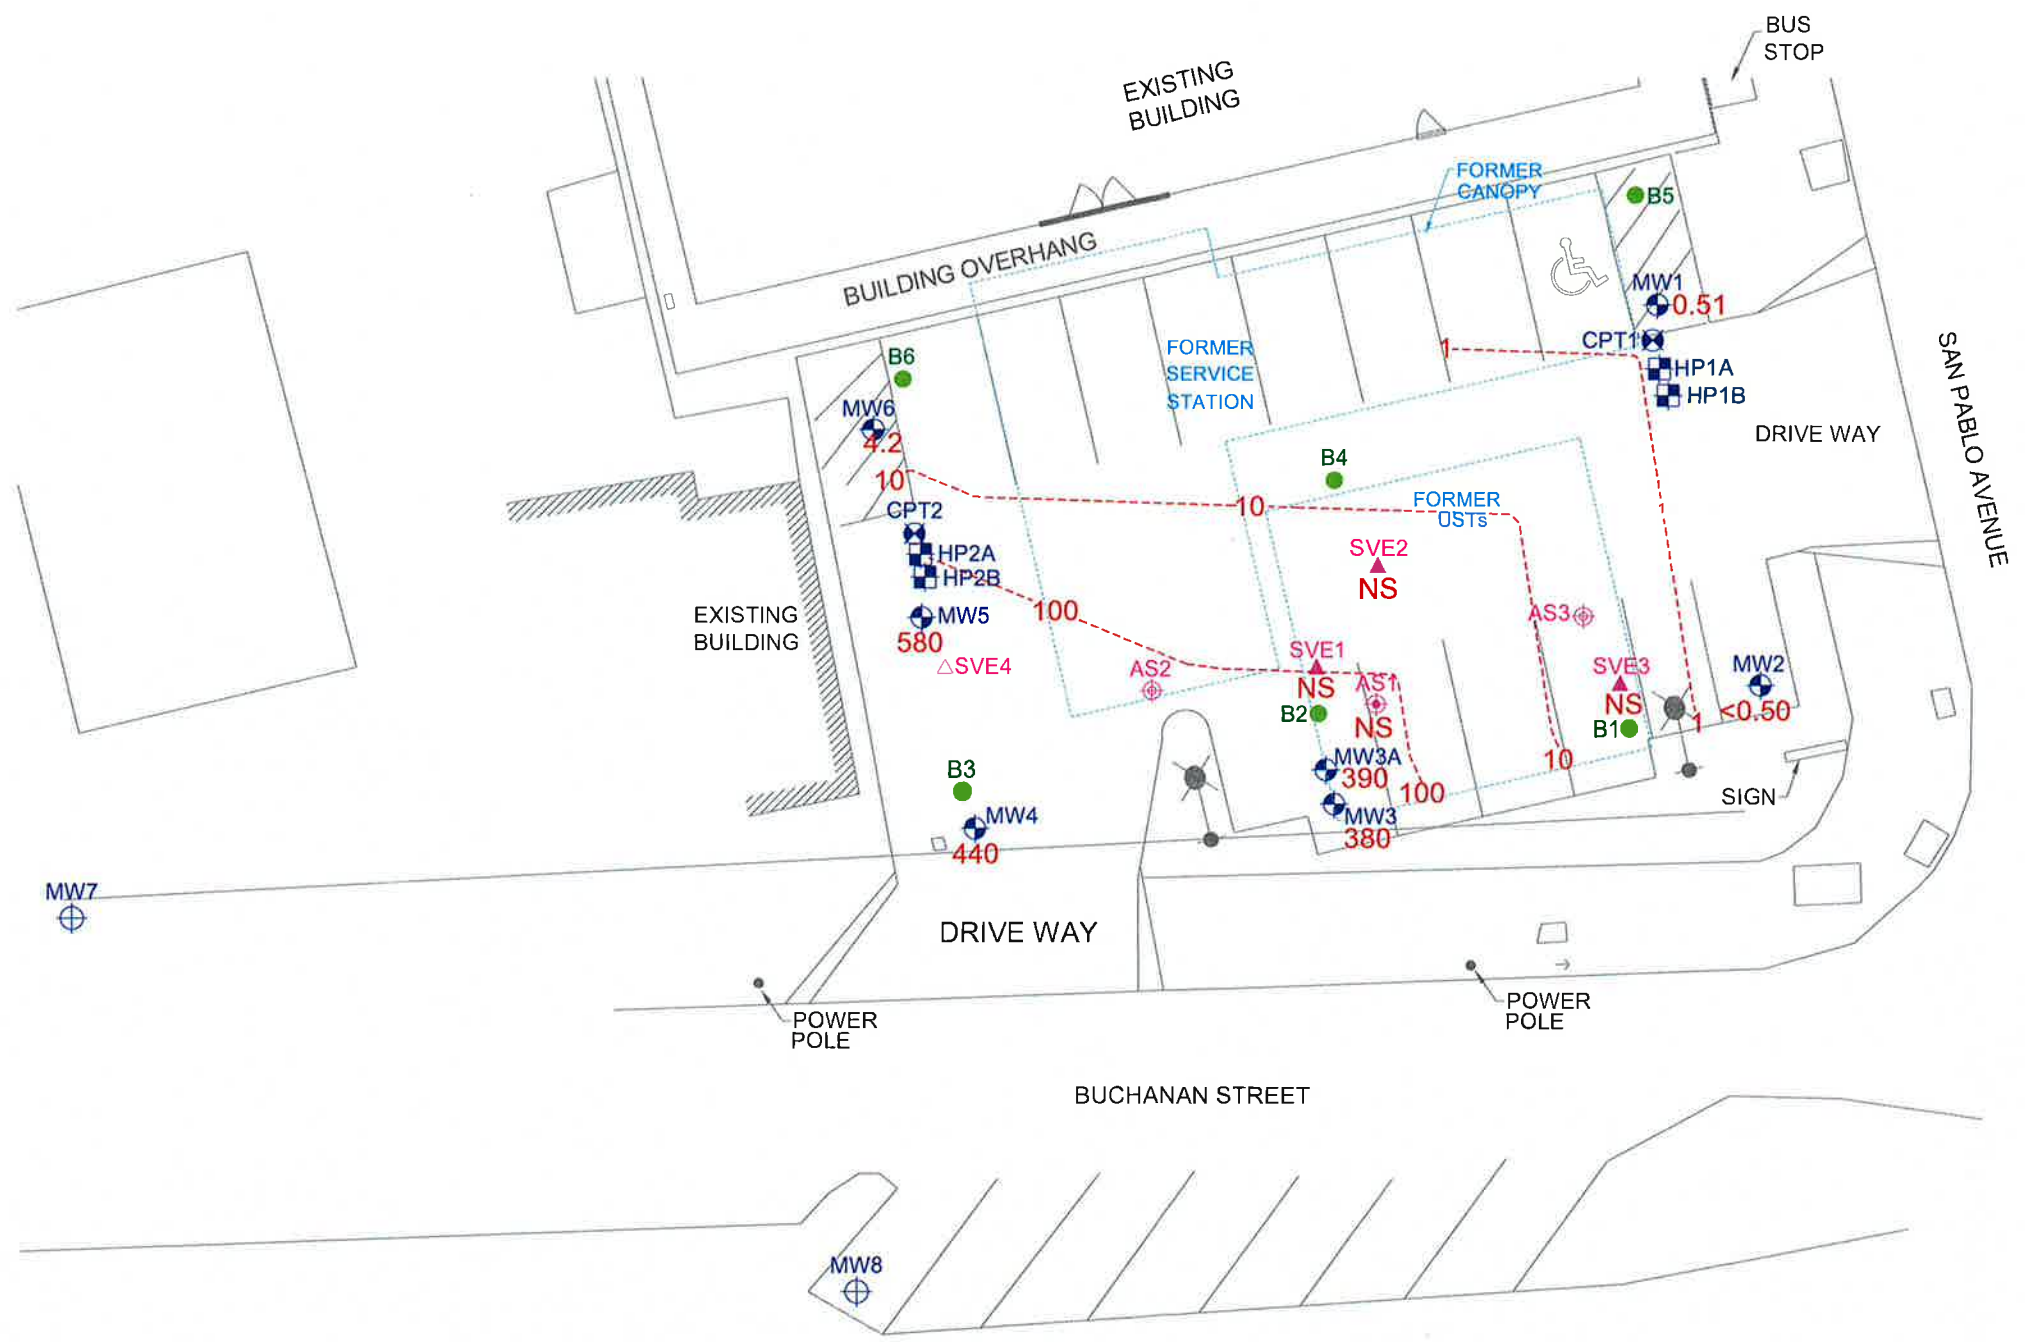 BUS
STOP
EXISTING
BUILDING
FORMER
CANOPY
B5
BUILDING OVERHANG
MW1
0.51
CPT1
HP1A
HP1B
FORMER
SERVICE
STATION
1
B6
MW6
4.2
10
SAN PABLO AVENUE
DRIVE WAY
B4
10
FORMER
USTs
CPT2
HP2A
HP2B
SVE2
NS
100
AS3
EXISTING
BUILDING
MW5
580
SVE4
AS2
SVE1
NS
AS1
NS
SVE3
NS
MW2
<0.50
1
B2
B1
MW3A
390
10
100
B3
MW4
440
MW3
380
SIGN
MW7
DRIVE WAY
POWER
POLE
POWER
POLE
BUCHANAN STREET
MW8